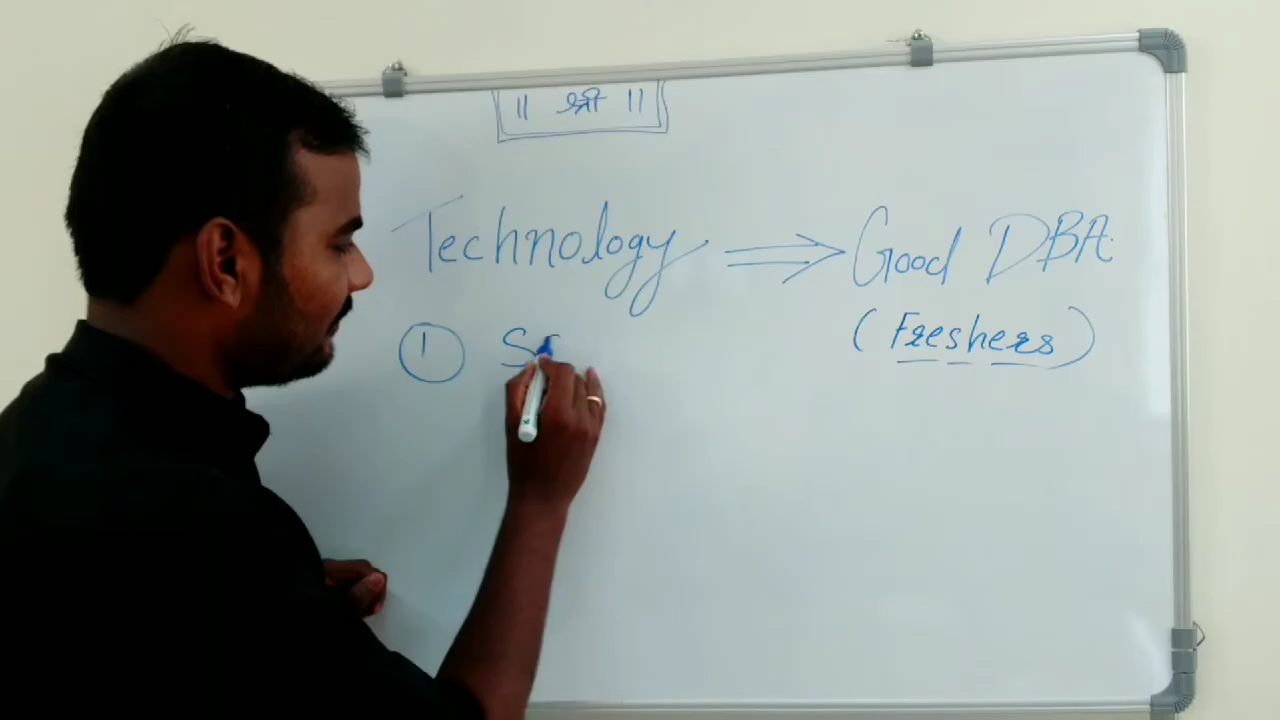 ॥ श्री ॥
Technology ⇒ Good DBA.
(Freshers)
①